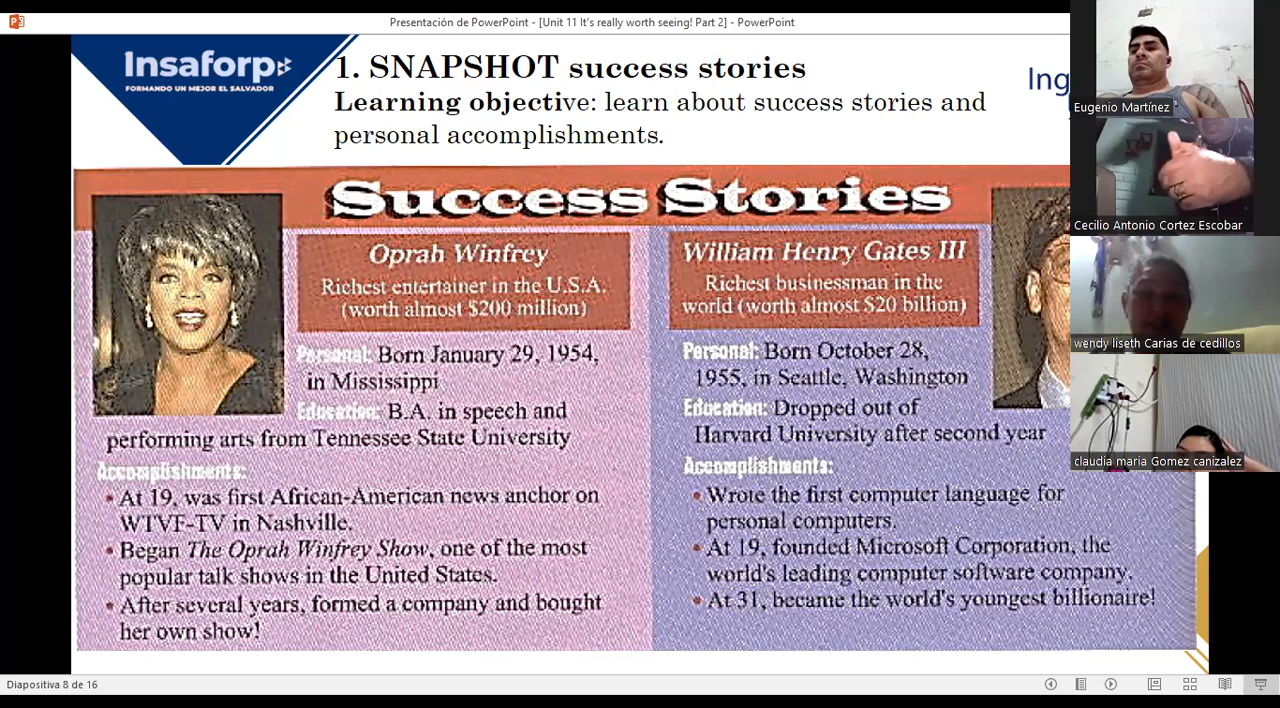 Presentación de PowerPoint - [Unit 11 It's really worth seeing! Part 2] - PowerPoint
Insaforp
FORMANDO UN MEJOR EL SALVADOR
1. SNAPSHOT success stories
Learning objective: learn about success stories and
personal accomplishments.
Ing
Success Stories
Oprah Winfrey
Richest entertainer in the U.S.A.
(worth almost $200 million)
Personal: Born January 29, 1954,
in Mississippi
Education: B.A. in speech and
performing arts from Tennessee State University
Accomplishments:
• At 19, was first African-American news anchor on
WTVF-TV in Nashville.
• Began The Oprah Winfrey Show, one of the most
popular talk shows in the United States.
• After several years, formed a company and bought
her own show!
William Henry Gates III
Richest businessman in the
world (worth almost $20 billion)
Personal: Born October 28,
1955, in Seattle, Washington
Education: Dropped out of
Harvard University after second year
Accomplishments:
• Wrote the first computer language for
personal computers.
• At 19, founded Microsoft Corporation, the
world's leading computer software company.
• At 31, became the world's youngest billionaire!
Eugenio Martínez
Cecilio Antonio Cortez Escobar
wendy liseth Carias de cedillos
claudia maria Gomez canizalez
Diapositiva 8 de 16